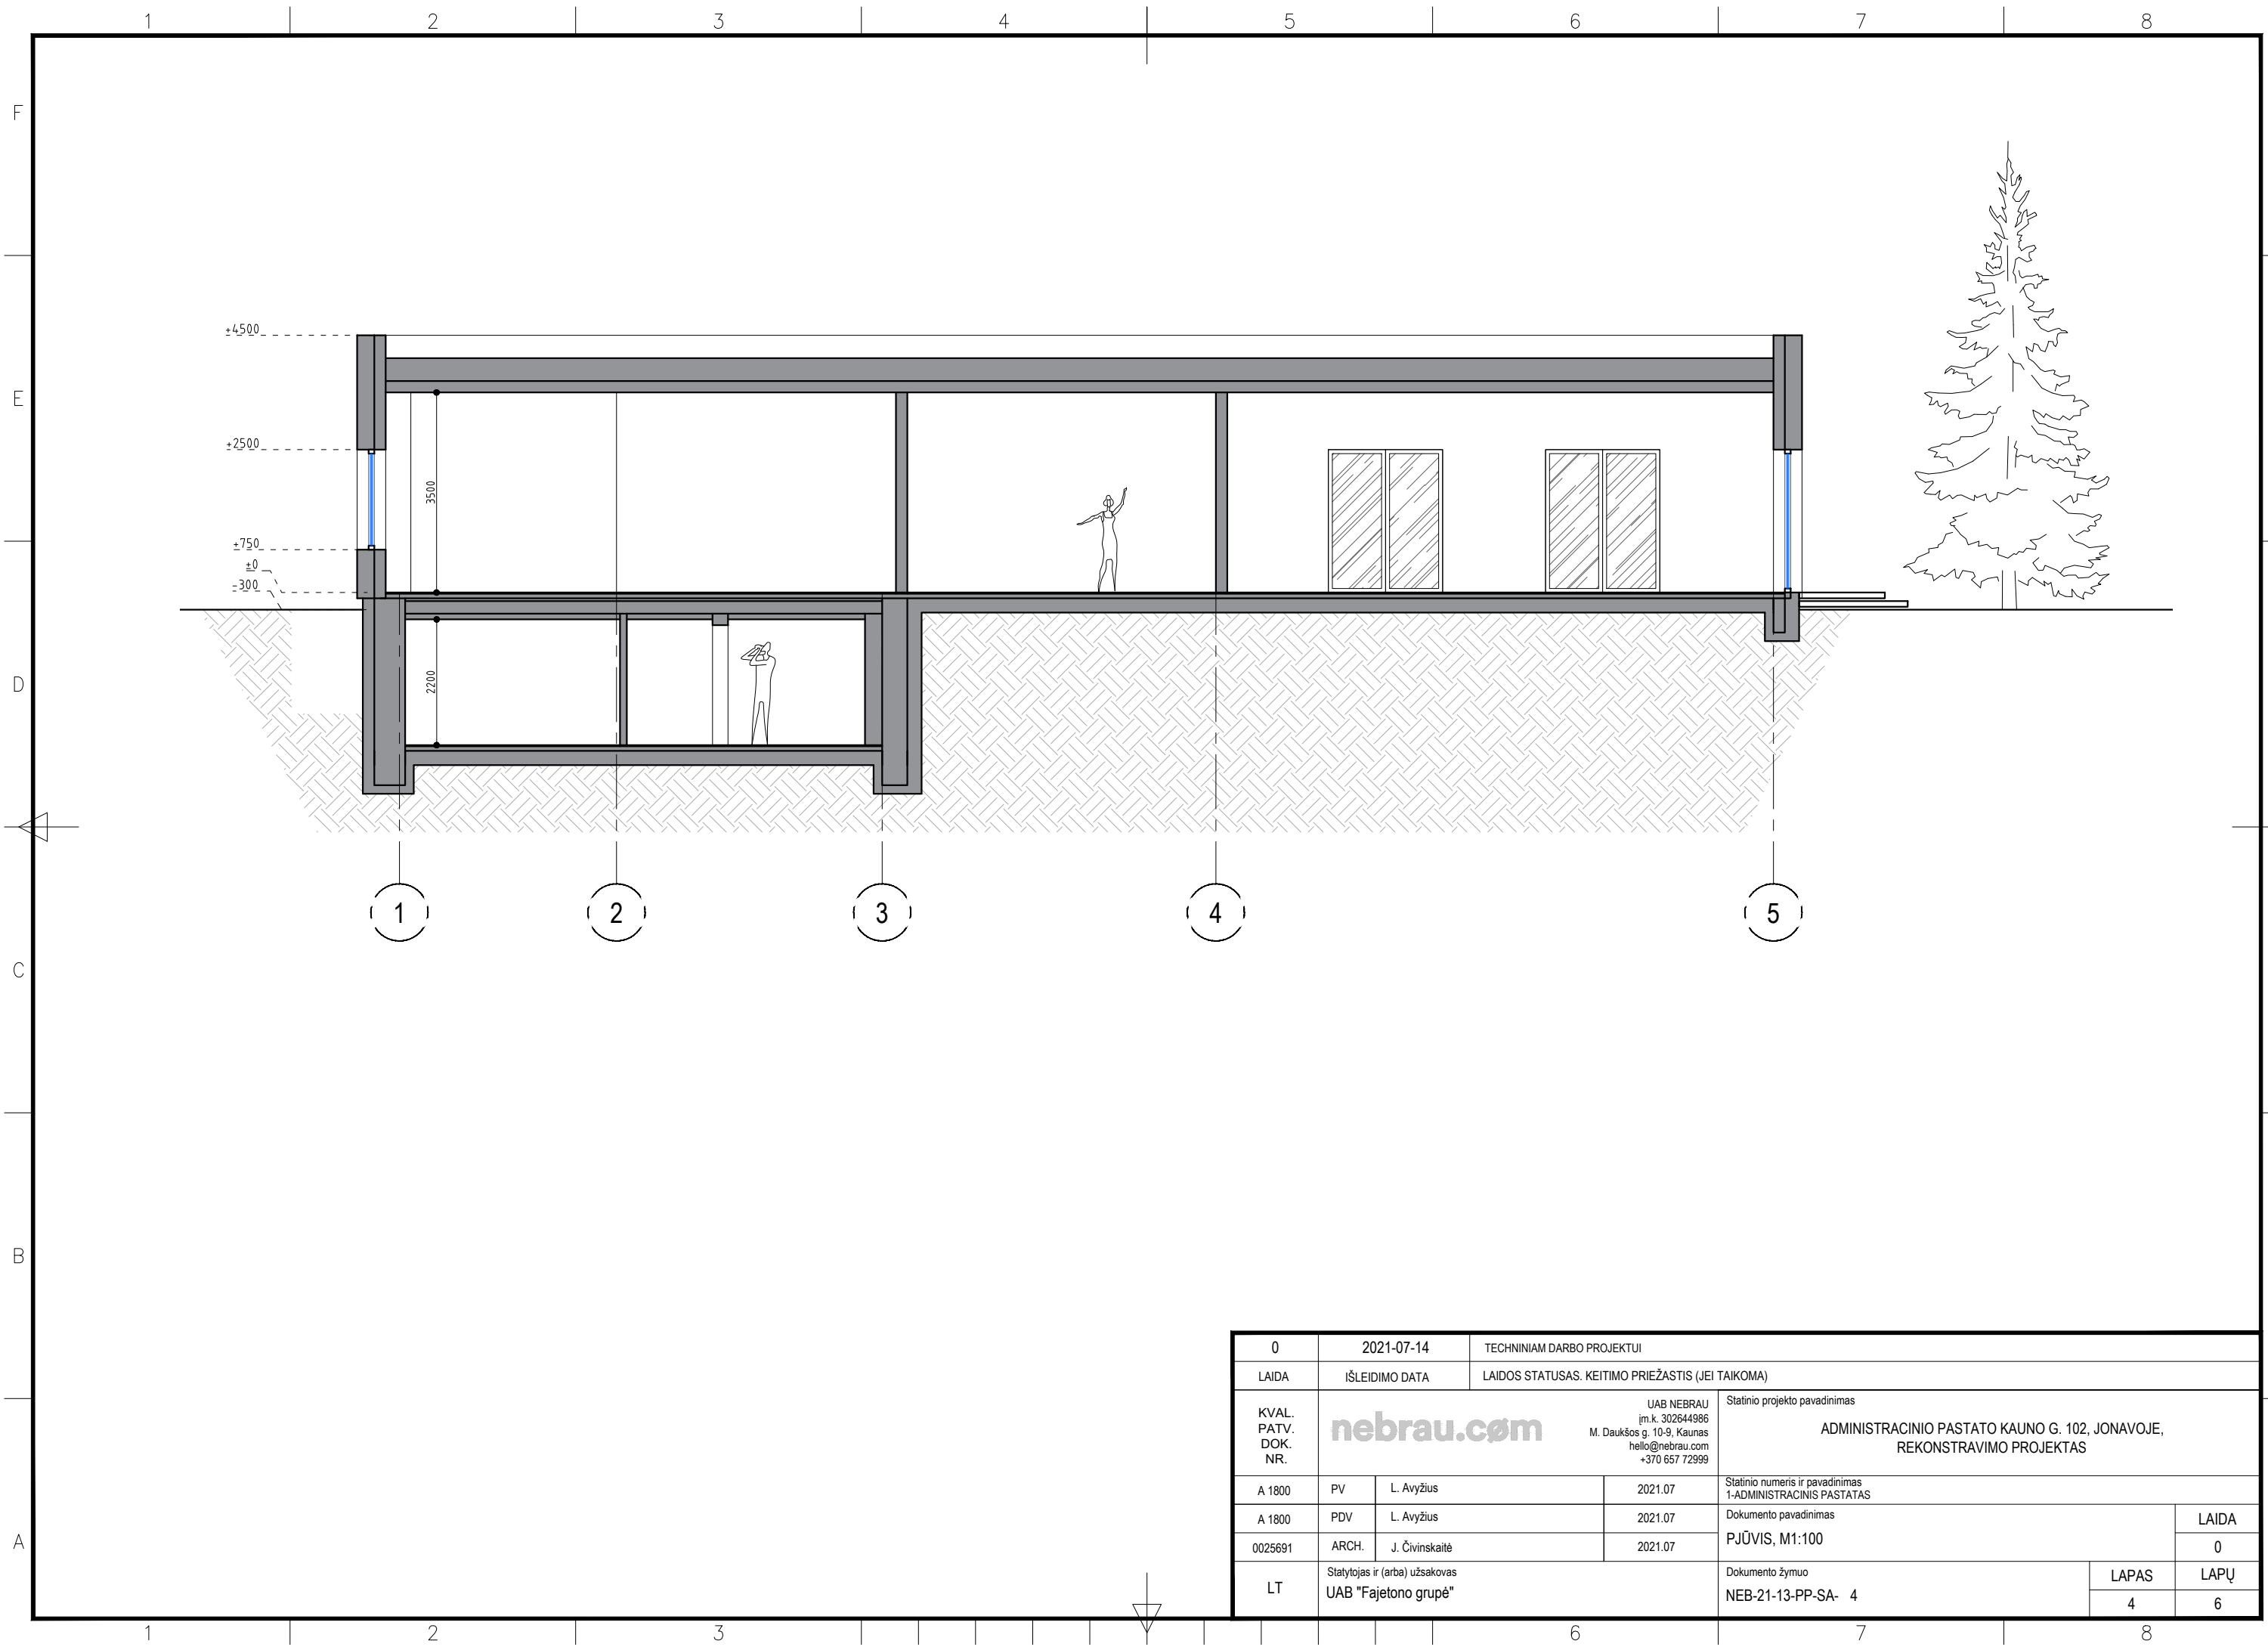 1 2 3 4 5 6 7 8
F
E
D
C
B
A
+4500
+2500
+750
±0
-300
3500
2200
1 2 3 4 5
0 2021-07-14 TECHNINIAM DARBO PROJEKTUI
LAIDA IŠLEIDIMO DATA LAIDOS STATUSAS. KEITIMO PRIEŽASTIS (JEI TAIKOMA)
KVAL.
PATV.
DOK.
NR.
nebrau.cøm
UAB NEBRAU
įm.k. 302644986
M. Daukšos g. 10-9, Kaunas
hello@nebrau.com
+370 657 72999
Statinio projekto pavadinimas
ADMINISTRACINIO PASTATO KAUNO G. 102, JONAVOJE,
REKONSTRAVIMO PROJEKTAS
A 1800 PV L. Avyžius 2021.07
Statinio numeris ir pavadinimas
1-ADMINISTRACINIS PASTATAS
A 1800 PDV L. Avyžius 2021.07
0025691 ARCH. J. Čivinskaitė 2021.07
Dokumento pavadinimas
PJŪVIS, M1:100
LAIDA
0
LT
Statytojas ir (arba) užsakovas
UAB "Fajetono grupė"
Dokumento žymuo
NEB-21-13-PP-SA- 4
LAPAS LAPŲ
4 6
1 2 3 6 7 8